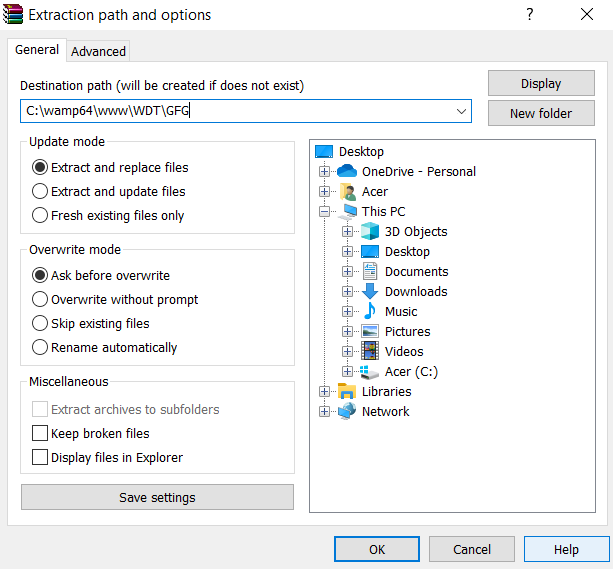 Extraction path and options
?
General
Advanced
Destination path (will be created if does not exist)
C:\wamp64\www\WDT\GFG
Display
New folder
Update mode
Extract and replace files
Extract and update files
Fresh existing files only
Overwrite mode
Ask before overwrite
Overwrite without prompt
Skip existing files
Rename automatically
Miscellaneous
Extract archives to subfolders
Keep broken files
Display files in Explorer
Save settings
Desktop
OneDrive - Personal
Acer
This PC
3D Objects
Desktop
Documents
Downloads
Music
Pictures
Videos
Acer (C:)
Libraries
Network
OK
Cancel
Help